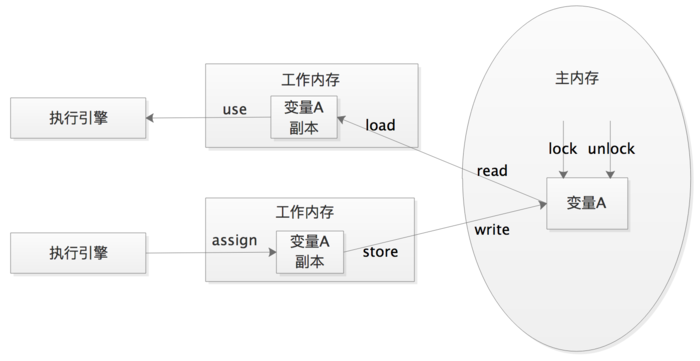 工作内存
主内存
执行引擎
use
变量A
副本
load
lock
unlock
read
变量A
工作内存
执行引擎
assign
变量A
副本
store
write